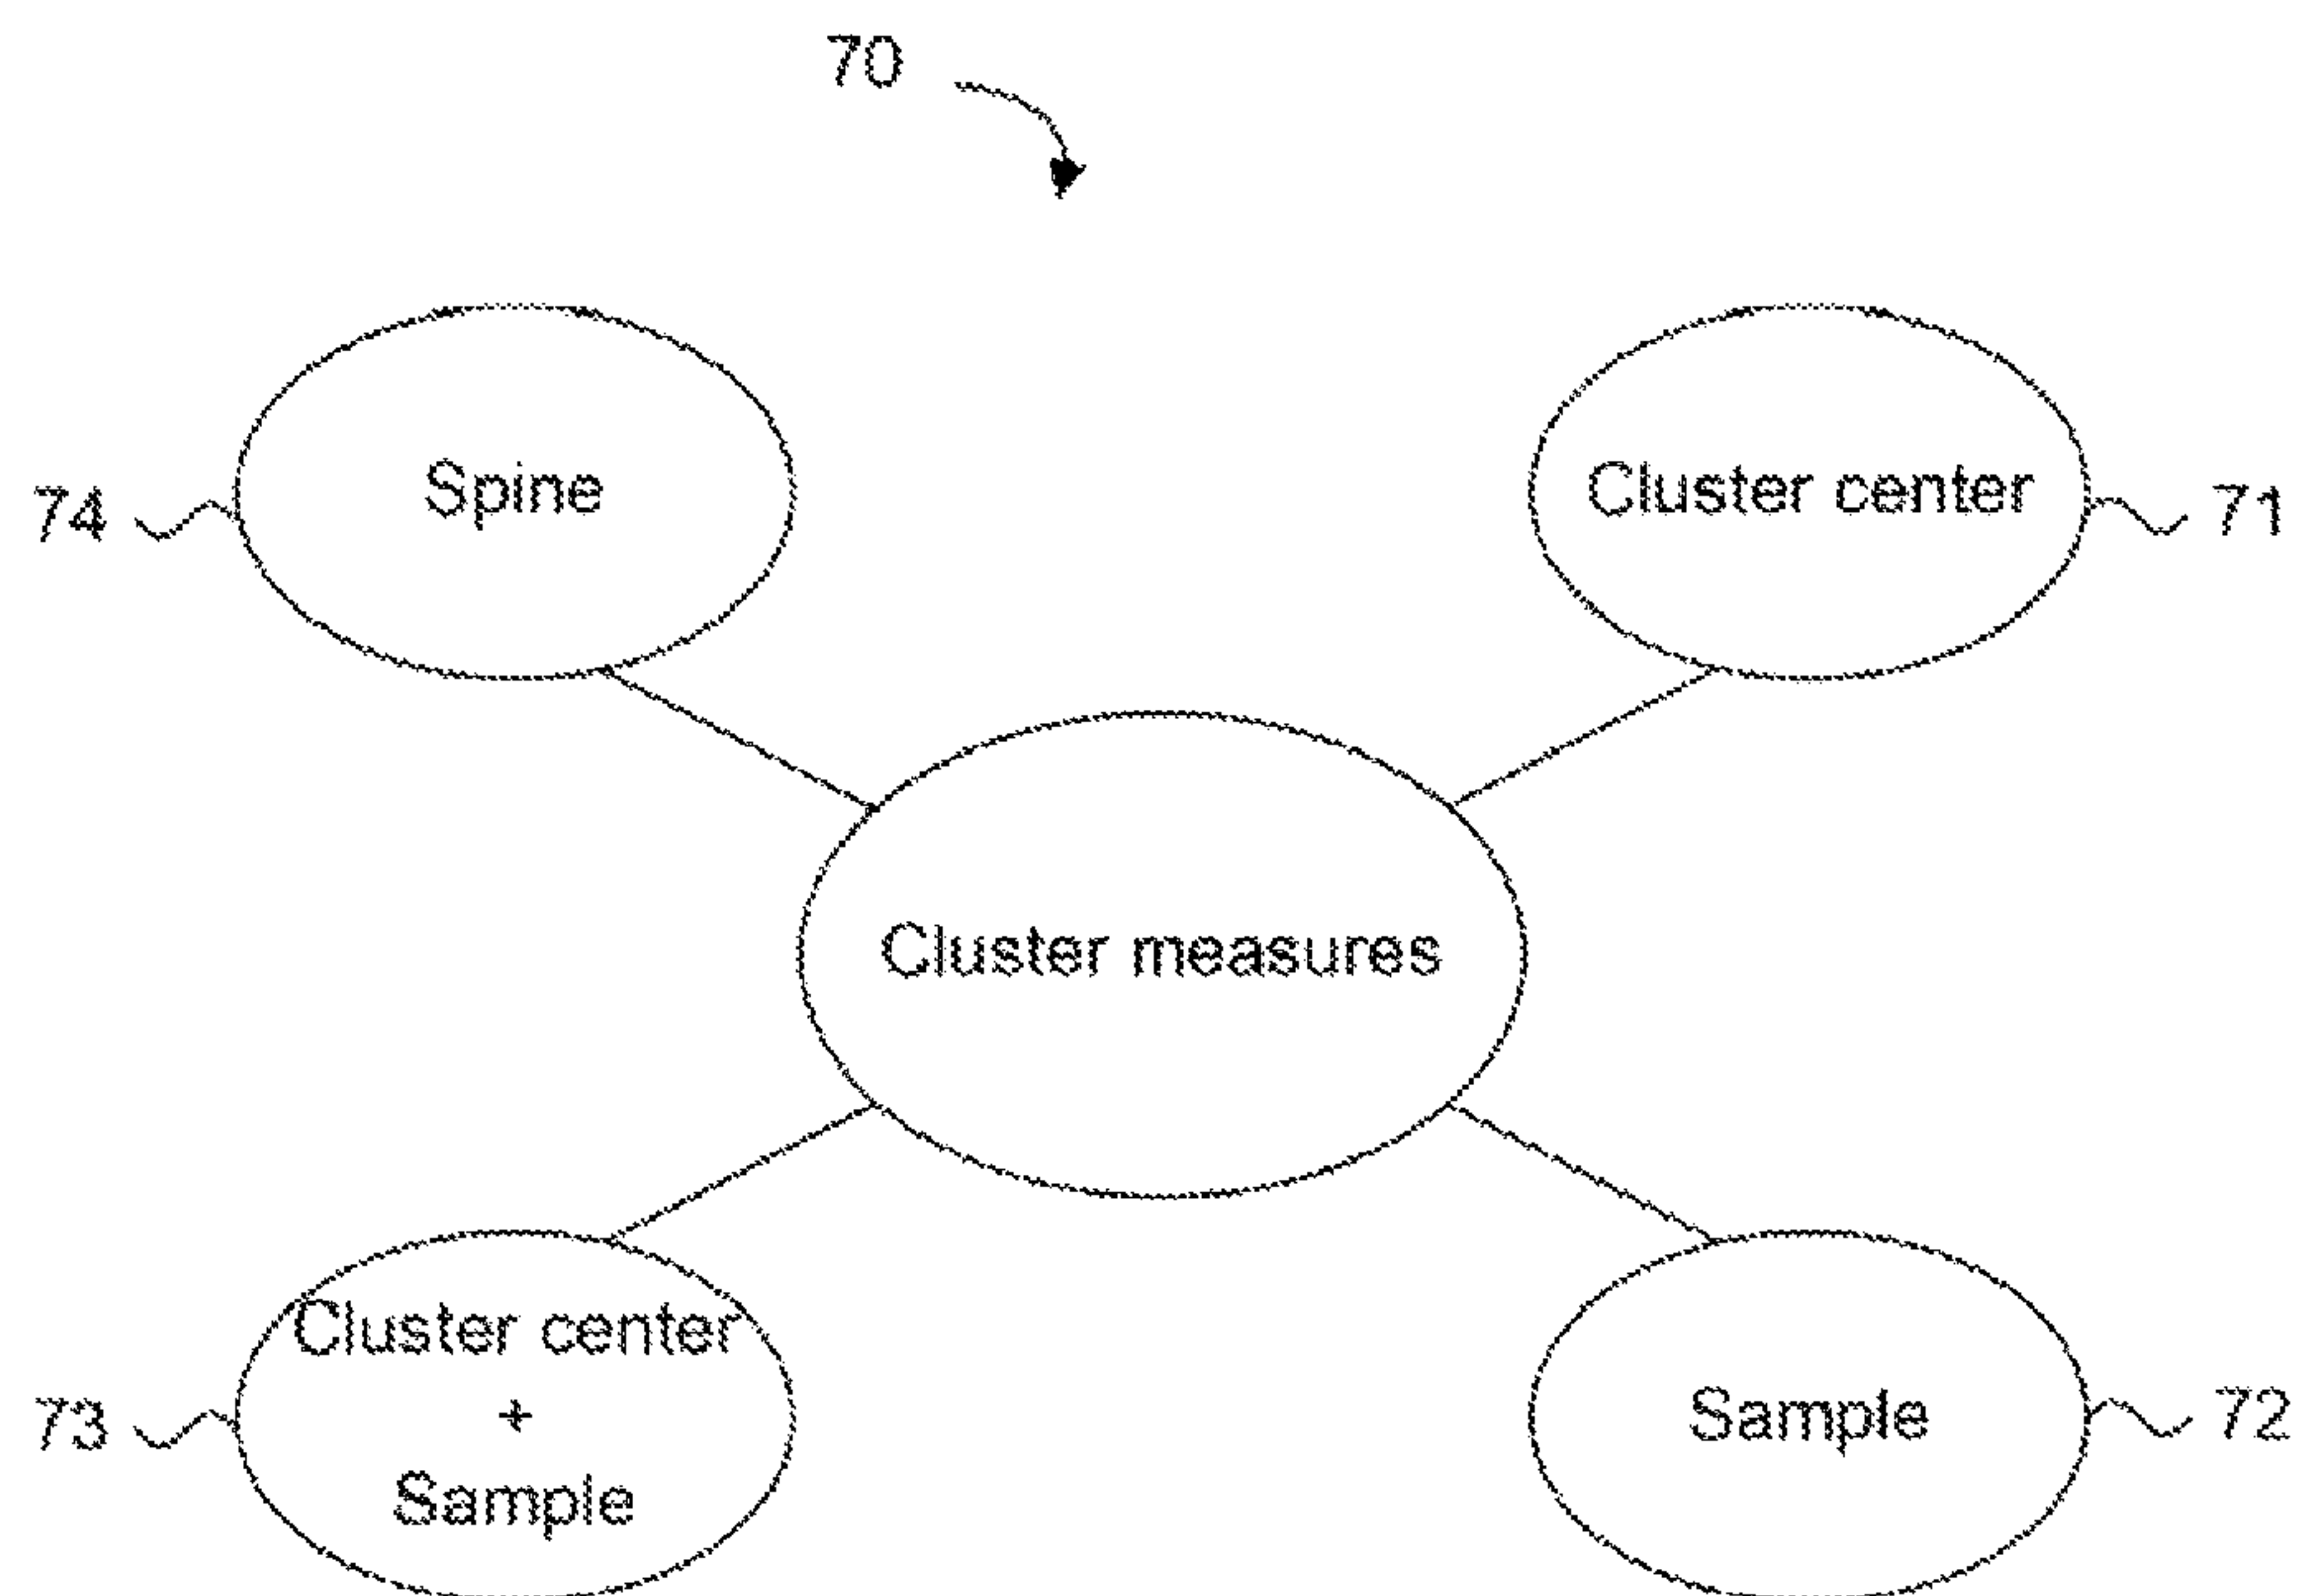 70
Spine
Cluster center
74
71
Cluster measures
Cluster center
+
Sample
73
Sample
72